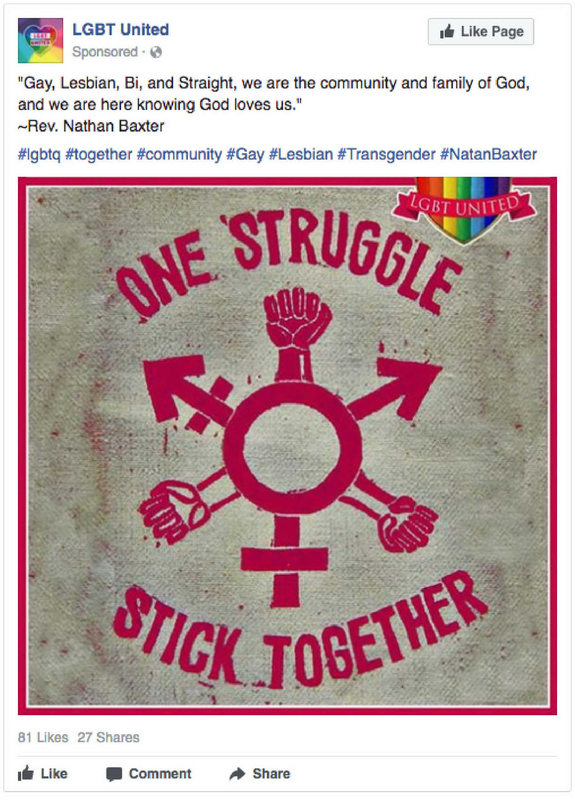 LGBT United
Like Page
Sponsored ·
"Gay, Lesbian, Bi, and Straight, we are the community and family of God,
and we are here knowing God loves us."
~Rev. Nathan Baxter
#lgbtq #together #community #Gay #Lesbian #Transgender #NatanBaxter
LGBT UNITED
ONE STRUGGLE
STICK TOGETHER
81 Likes 27 Shares
Like Comment Share